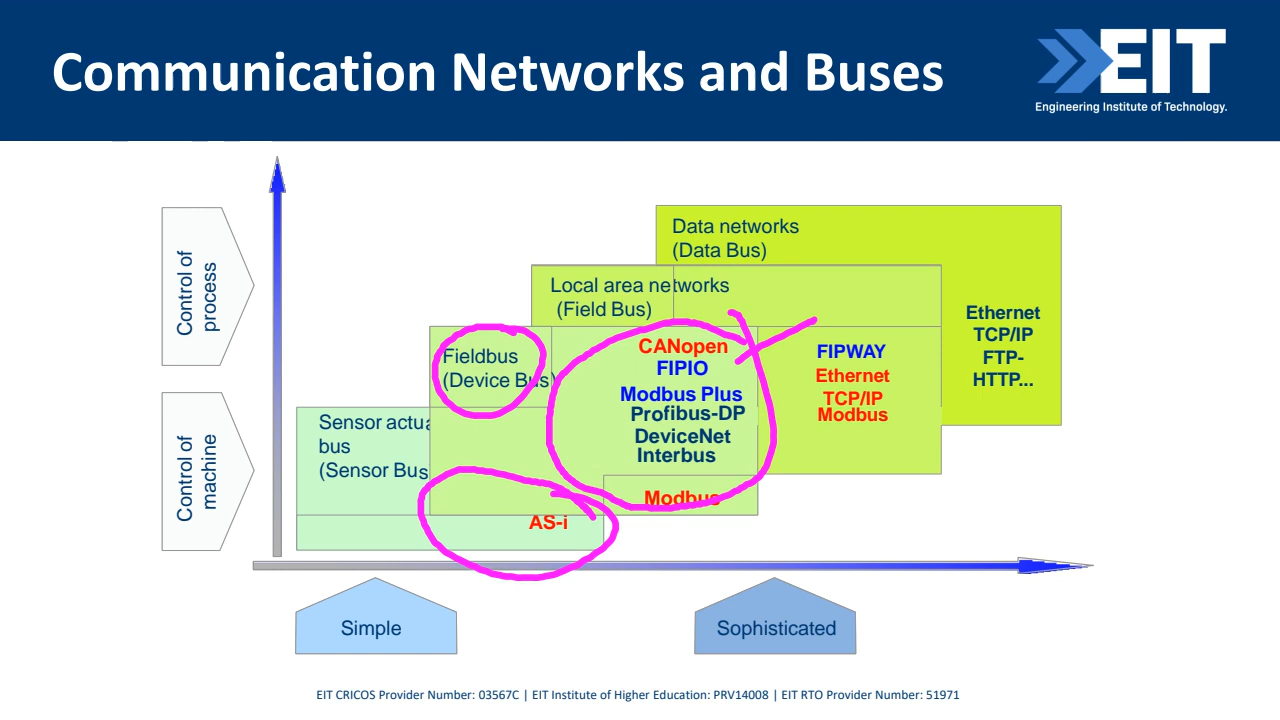 Communication Networks and Buses
EIT
Engineering Institute of Technology.
Control of
process
Control of
machine
Data networks
(Data Bus)
Local area networks
(Field Bus)
Fieldbus
(Device Bus)
Sensor actua
bus
(Sensor Bus
CANopen
FIPIO
Modbus Plus
Profibus-DP
DeviceNet
Interbus
Modbus
AS-i
FIPWAY
Ethernet
TCP/IP
Modbus
Ethernet
TCP/IP
FTP-
HTTP...
Simple
Sophisticated
EIT CRICOS Provider Number: 03567C | EIT Institute of Higher Education: PRV14008 | EIT RTO Provider Number: 51971